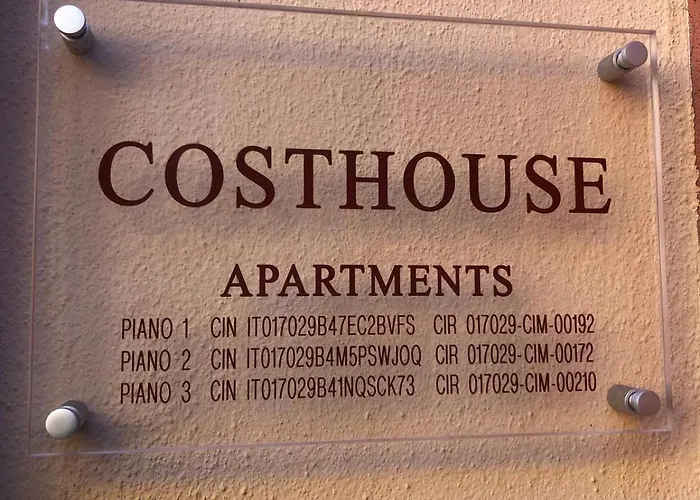 COSTHOUSE
APARTMENTS
PIANO 1 CIN IT017029B47EC2BVFS CIR 017029-CIM-00192
PIANO 2 CIN IT017029B4M5PSWJOQ CIR 017029-CIM-00172
PIANO 3 CIN IT017029B41NQSCK73 CIR 017029-CIM-00210